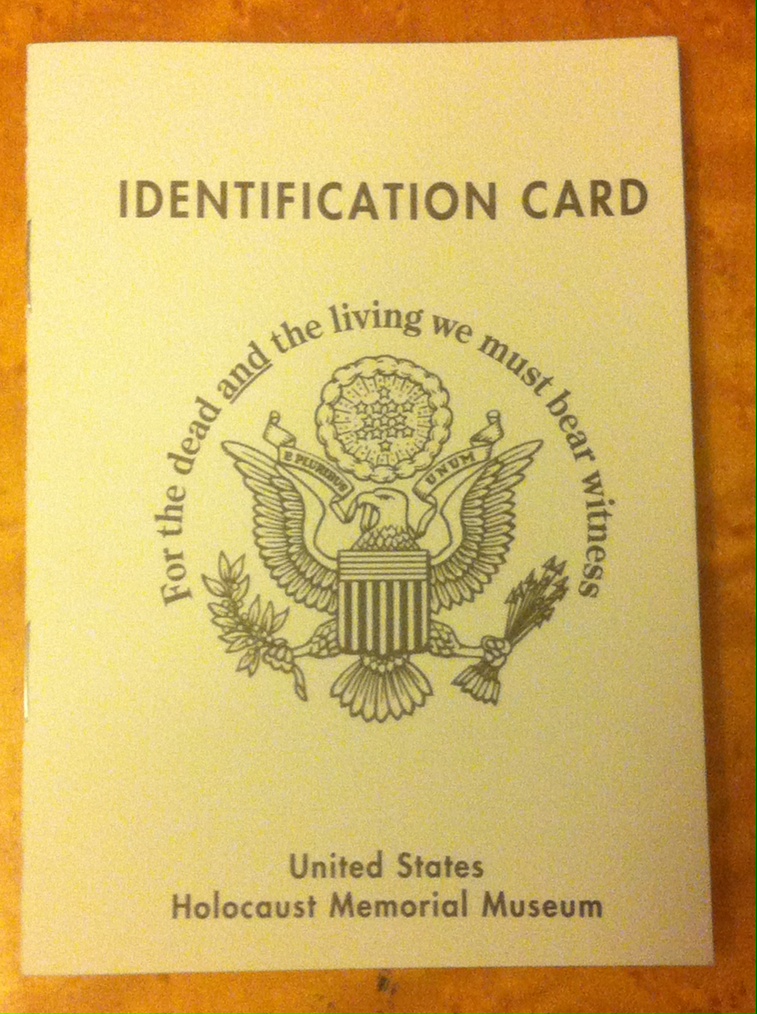 IDENTIFICATION CARD
For the dead and the living we must bear witness
E PLURIBUS UNUM
United States
Holocaust Memorial Museum